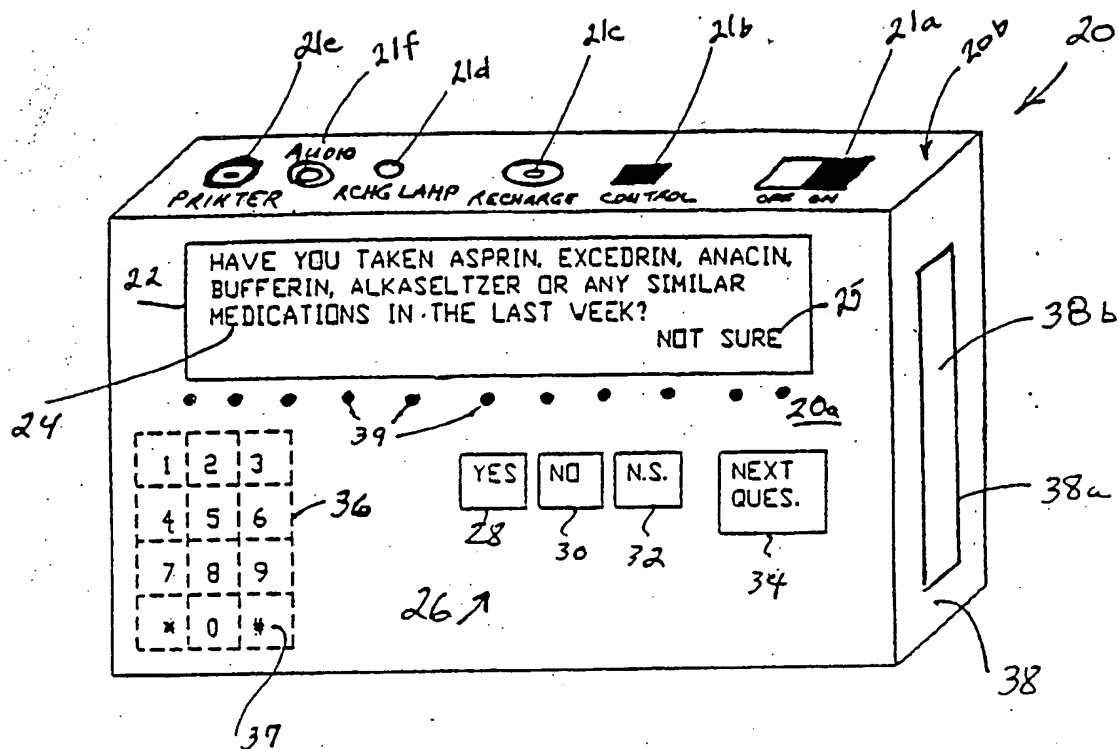 21e 21f 21d 21c 21b 21a 20b 20
AUDIO
PRINTER RCHG LAMP RECHARGE CONTROL OFF ON
22
HAVE YOU TAKEN ASPRIN, EXCEDRIN, ANACIN,
BUFFERIN, ALKASELTZER OR ANY SIMILAR
MEDICATIONS IN THE LAST WEEK?
NOT SURE
25
38b
24
39
20a
1 2 3
4 5 6
7 8 9
* 0 #
36
YES NO N.S. NEXT
QUES.
28 30 32 34
38a
26
37
38